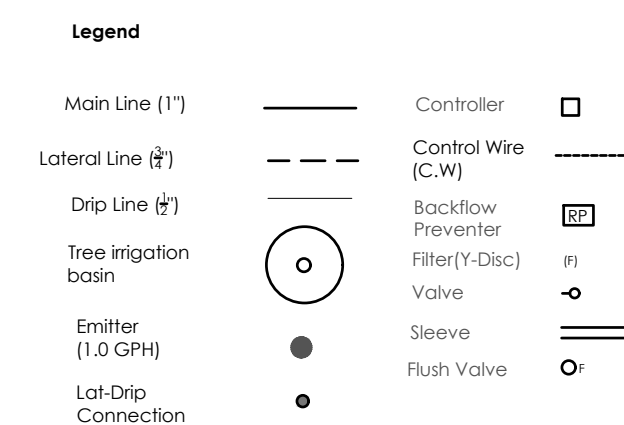 Legend
Main Line (1")
Lateral Line (3/4")
Drip Line (1/2")
Tree irrigation
basin
Emitter
(1.0 GPH)
Lat-Drip
Connection
Controller
Control Wire
(C.W)
Backflow
Preventer
RP
Filter(Y-Disc)
(F)
Valve
Sleeve
Flush Valve
F